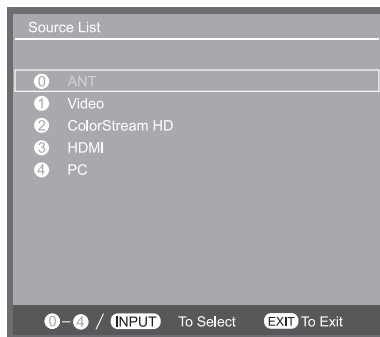 Source List
0 ANT
1 Video
2 ColorStream HD
3 HDMI
4 PC
0-4 / INPUT To Select EXIT To Exit